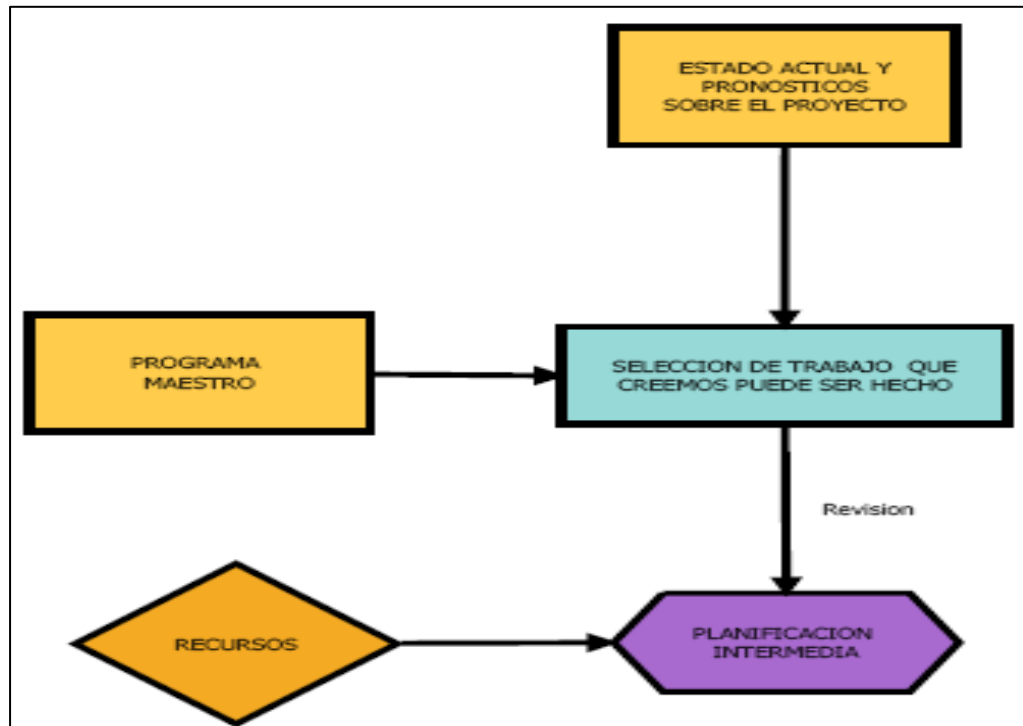 ESTADO ACTUAL Y
PRONOSTICOS
SOBRE EL PROYECTO
PROGRAMA
MAESTRO
SELECCION DE TRABAJO QUE
CREEMOS PUEDE SER HECHO
Revision
RECURSOS
PLANIFICACION
INTERMEDIA